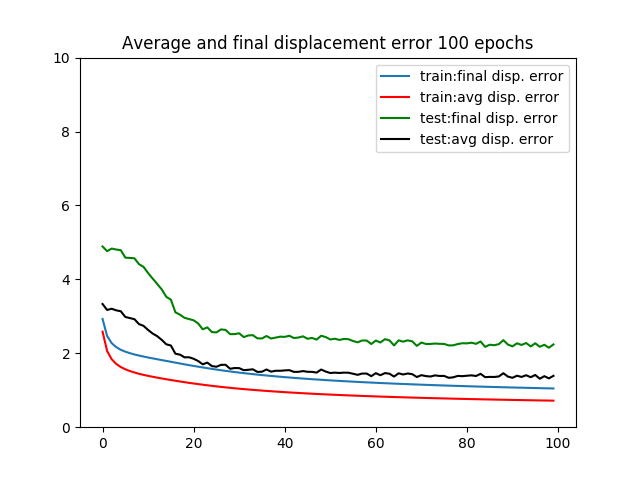 Average and final displacement error 100 epochs
train:final disp. error
train:avg disp. error
test:final disp. error
test:avg disp. error
10
8
6
4
2
0
0 20 40 60 80 100